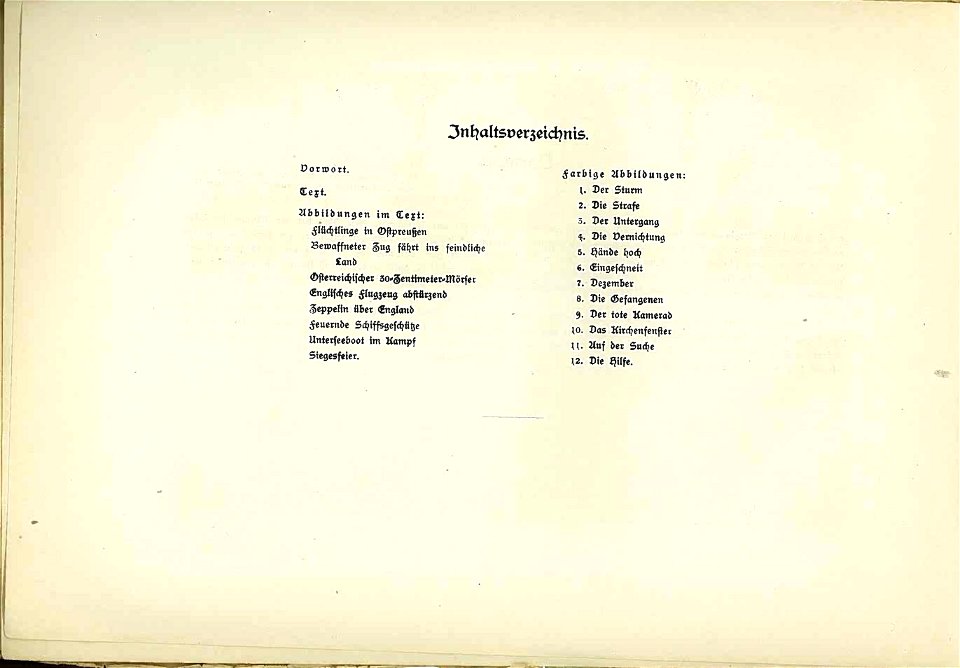 Inhaltsverzeichnis.
Vorwort.
Text.
Abbildungen im Text:
Flüchtlinge in Ostpreußen
Bewaffneter Zug fährt ins feindliche
Land
Österreichischer 30-Zentimeter-Mörser
Englisches Flugzeug abstürzend
Zeppelin über England
Feuernde Schiffsgeschütze
Unterseeboot im Kampf
Siegesfeier.
Farbige Abbildungen:
1. Der Sturm
2. Die Strafe
3. Der Untergang
4. Die Vernichtung
5. Hände hoch
6. Eingeschneit
7. Dezember
8. Die Gefangenen
9. Der tote Kamerad
10. Das Kirchenfenster
11. Auf der Suche
12. Die Hilfe.